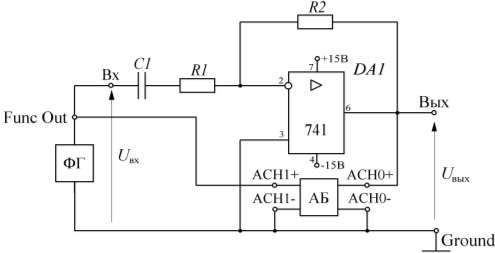 R2
C1
R1
Вх
+15В
DA1
7
2
6
3
741
4
-15В
Вых
Func Out
ФГ
Uвх
Uвых
ACH1+
ACH0+
АБ
ACH1-
ACH0-
Ground